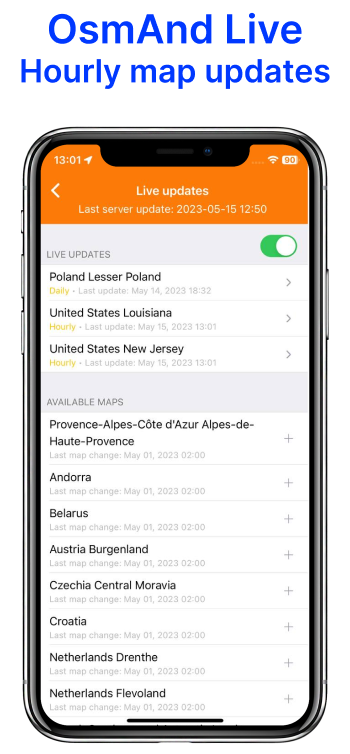 OsmAnd Live
Hourly map updates
13:01
90
Live updates
Last server update: 2023-05-15 12:50
LIVE UPDATES
Poland Lesser Poland
Daily • Last update: May 14, 2023 18:32
United States Louisiana
Hourly • Last update: May 15, 2023 13:01
United States New Jersey
Hourly • Last update: May 15, 2023 13:01
AVAILABLE MAPS
Provence-Alpes-Côte d'Azur Alpes-de-
Haute-Provence
Last map change: May 01, 2023 02:00
Andorra
Last map change: May 01, 2023 02:00
Belarus
Last map change: May 01, 2023 02:00
Austria Burgenland
Last map change: May 01, 2023 02:00
Czechia Central Moravia
Last map change: May 01, 2023 02:00
Croatia
Last map change: May 01, 2023 02:00
Netherlands Drenthe
Last map change: May 01, 2023 02:00
Netherlands Flevoland
Last map change: May 01, 2023 02:00